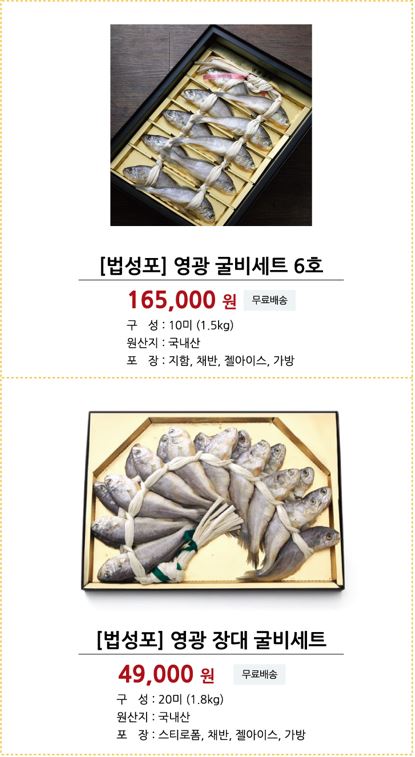 [법성포] 영광 굴비세트 6호
165,000 원 무료배송
구 성 : 10미 (1.5kg)
원산지 : 국내산
포 장 : 지함, 채반, 젤아이스, 가방
[법성포] 영광 장대 굴비세트
49,000 원 무료배송
구 성 : 20미 (1.8kg)
원산지 : 국내산
포 장 : 스티로폼, 채반, 젤아이스, 가방